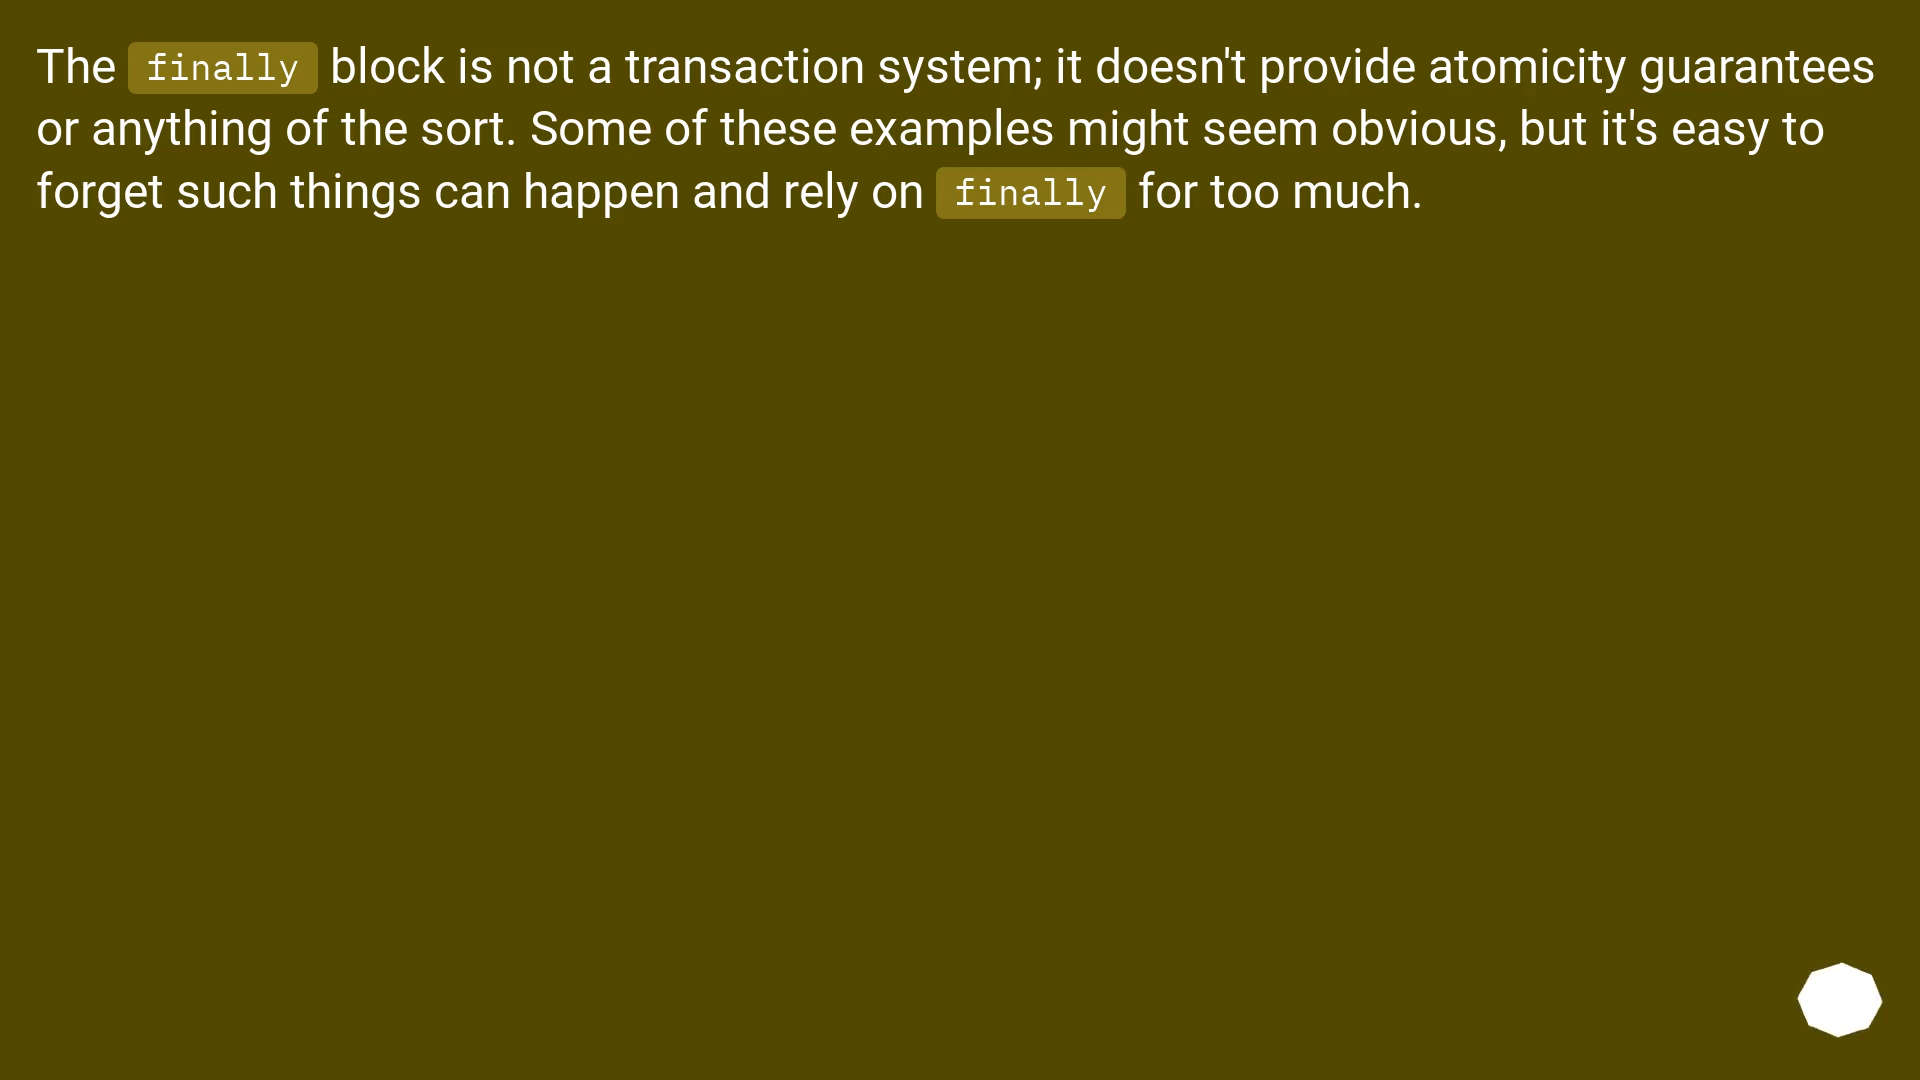 The finally block is not a transaction system; it doesn't provide atomicity guarantees
or anything of the sort. Some of these examples might seem obvious, but it's easy to
forget such things can happen and rely on finally for too much.